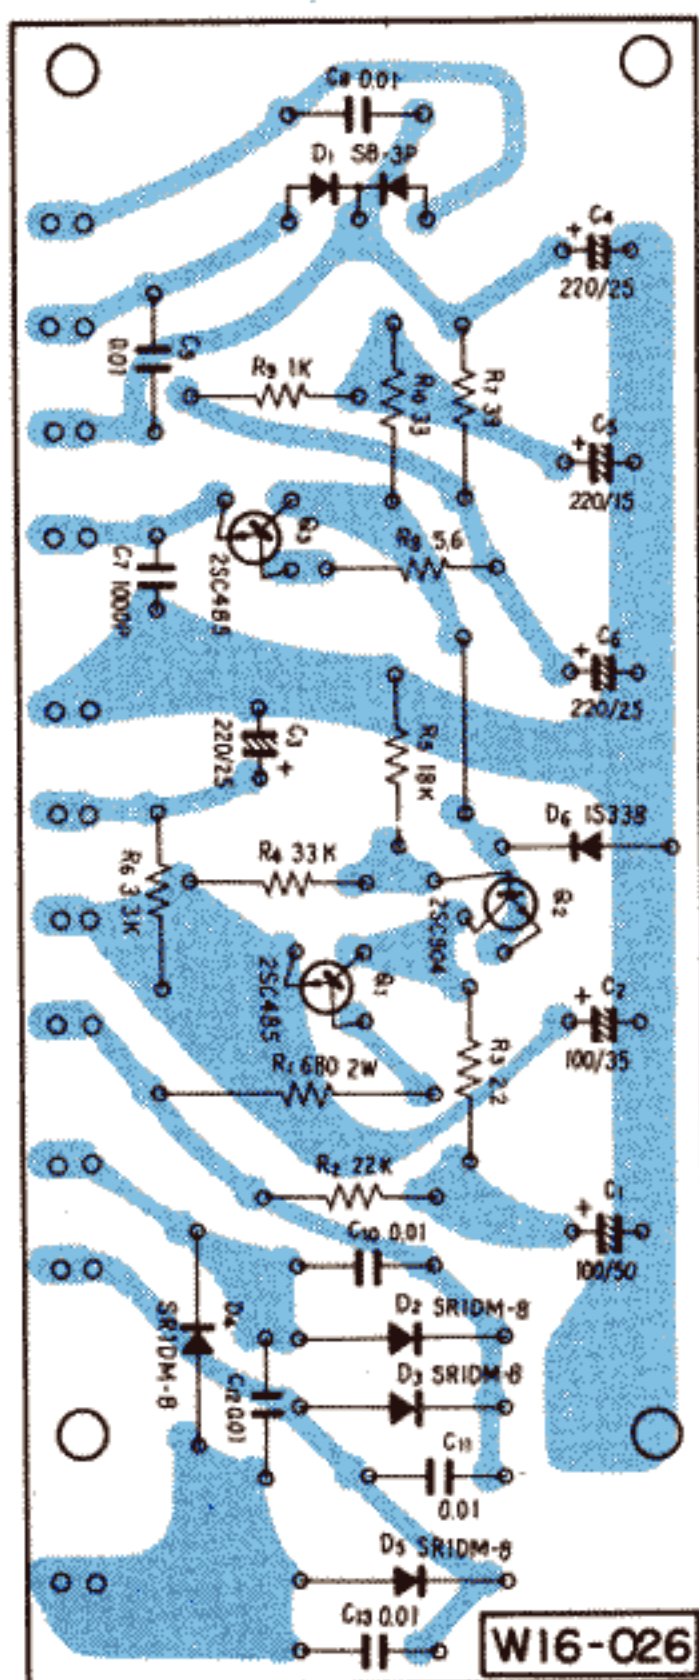 C8 0.01
D1 SB-3P
C4
+
220/25
C9
0.01
R9 1K
R10 33
R7 33
C5
+
220/15
Q3
2SC485
R8 5.6
C7 1000P
C6
+
220/25
C3
220/25 +
R5
18K
D6 1S338
R4 33K
R6 3.3K
Q2
2SC904
Q1
2SC485
C2
+
100/35
R1 680 2W
R3 2.2
R2 22K
C1
+
100/50
C10 0.01
D2 SR1DM-8
D4
SR1DM-8
D3 SR1DM-8
C12 0.01
C11
0.01
D5 SR1DM-8
C13 0.01
W16-026